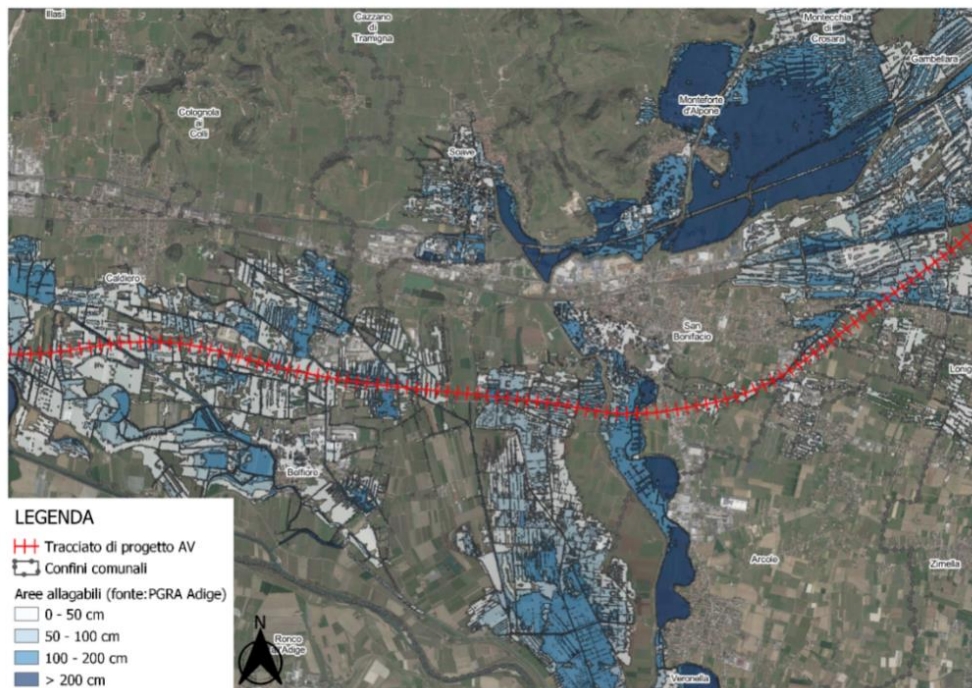 Illasi
Cazzano
di
Tramigna
Montecchia
di
Crosara
Gambellara
Colognola
ai
Colli
Monteforte
d'Alpone
Soave
Caldiero
San
Bonifacio
Lonig
Belfiore
Arcole
Zimella
Ronco
all'Adige
Veronella
LEGENDA
Tracciato di progetto AV
Confini comunali
Aree allagabili (fonte:PGRA Adige)
0 - 50 cm
50 - 100 cm
100 - 200 cm
> 200 cm
N